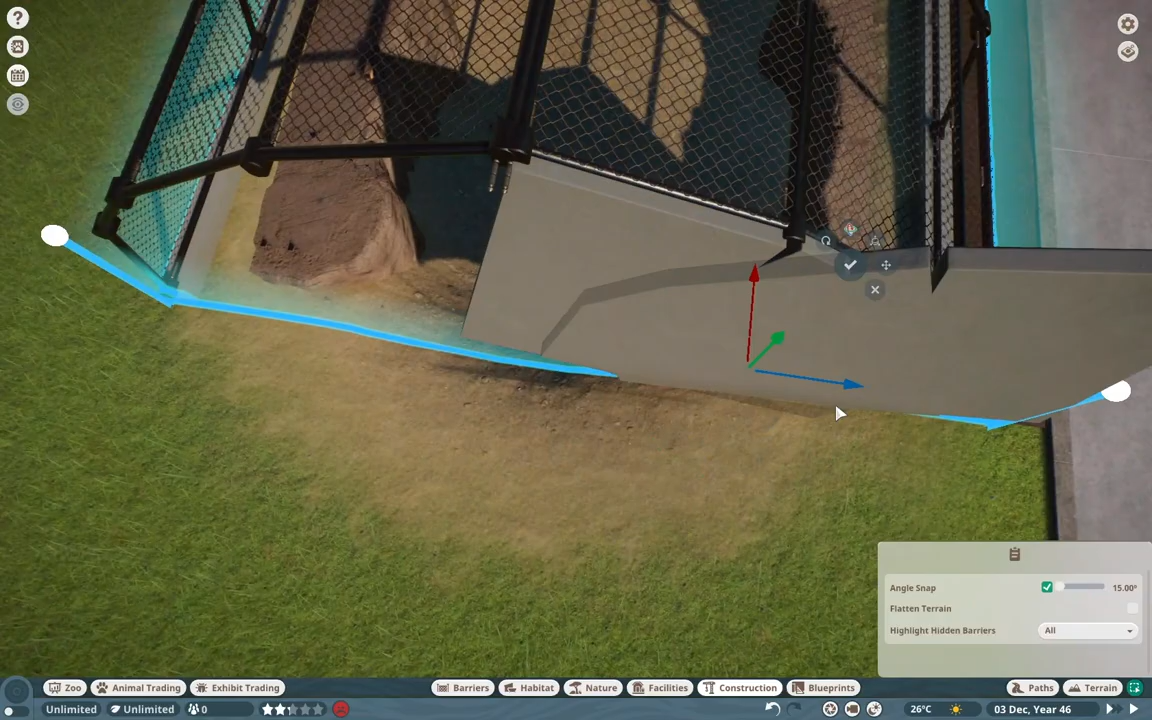 Angle Snap 15.00°
Flatten Terrain
Highlight Hidden Barriers All
Zoo Animal Trading Exhibit Trading Barriers Habitat Nature Facilities Construction Blueprints Paths Terrain
Unlimited Unlimited 0 26°C 03 Dec, Year 46